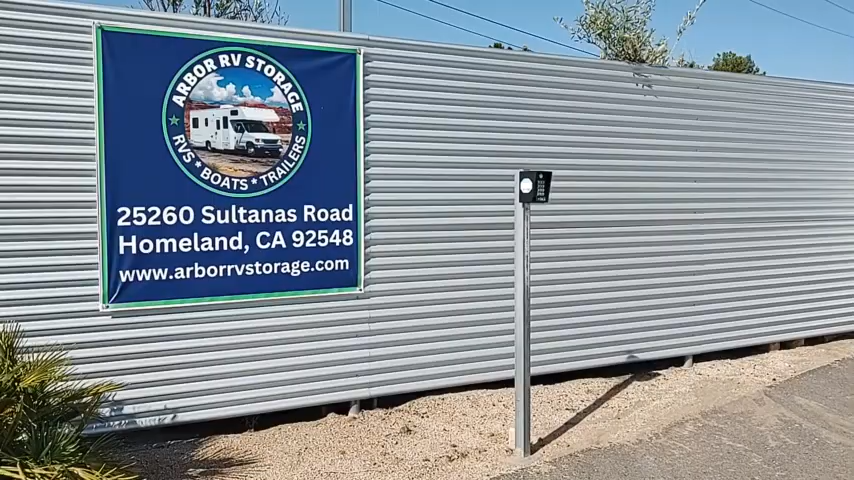 ARBOR RV STORAGE
RVS * BOATS * TRAILERS
25260 Sultanas Road
Homeland, CA 92548
www.arborrvstorage.com